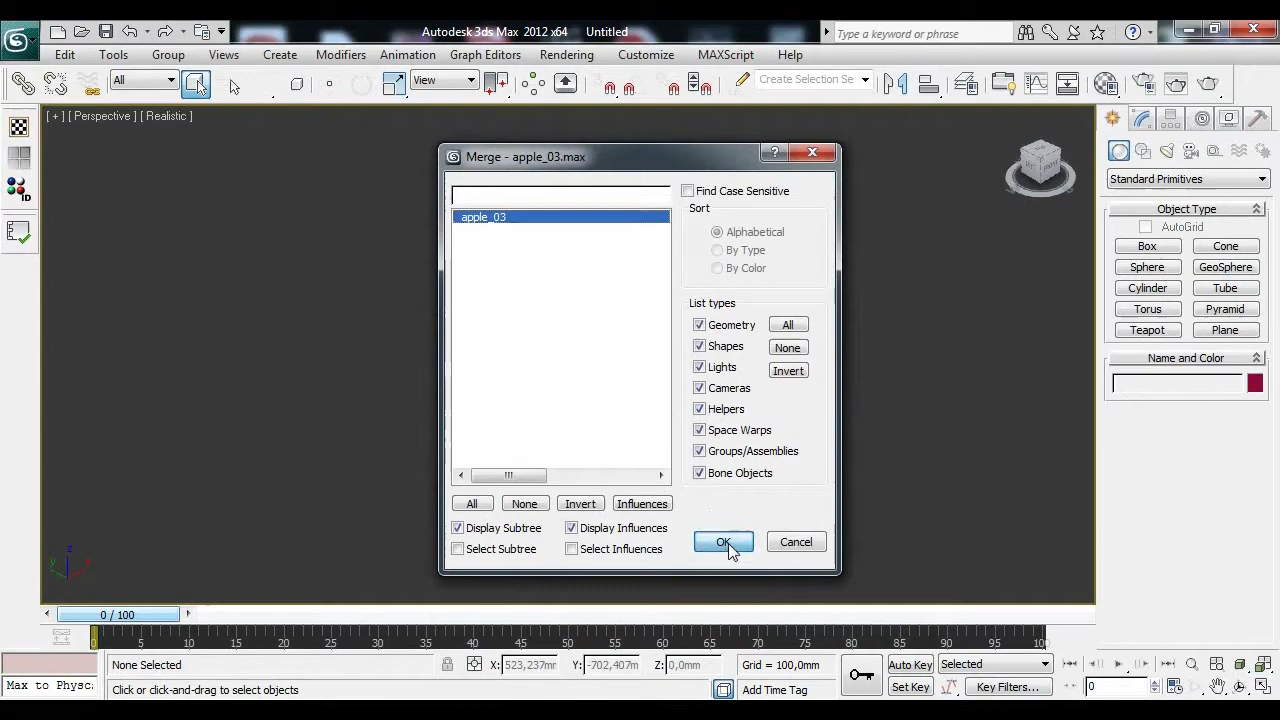 Autodesk 3ds Max 2012 x64 Untitled
Type a keyword or phrase
Edit Tools Group Views Create Modifiers Animation Graph Editors Rendering Customize MAXScript Help
All View Create Selection Se
[ + ] [ Perspective ] [ Realistic ]
Merge - apple_03.max
Find Case Sensitive
apple_03
Sort
Alphabetical
By Type
By Color
List types
Geometry All
Shapes None
Lights Invert
Cameras
Helpers
Space Warps
Groups/Assemblies
Bone Objects
All None Invert Influences
Display Subtree Display Influences
Select Subtree Select Influences
OK Cancel
ID
Standard Primitives
Object Type
AutoGrid
Box Cone
Sphere GeoSphere
Cylinder Tube
Torus Pyramid
Teapot Plane
Name and Color
z
y x
0 / 100
0 5 10 15 20 25 30 35 40 45 50 55 60 65 70 75 80 85 90 95 100
None Selected X: 523,237mm Y: -702,407m Z: 0,0mm Grid = 100,0mm Auto Key Selected
Max to Physc: Click or click-and-drag to select objects Add Time Tag Set Key Key Filters... 0